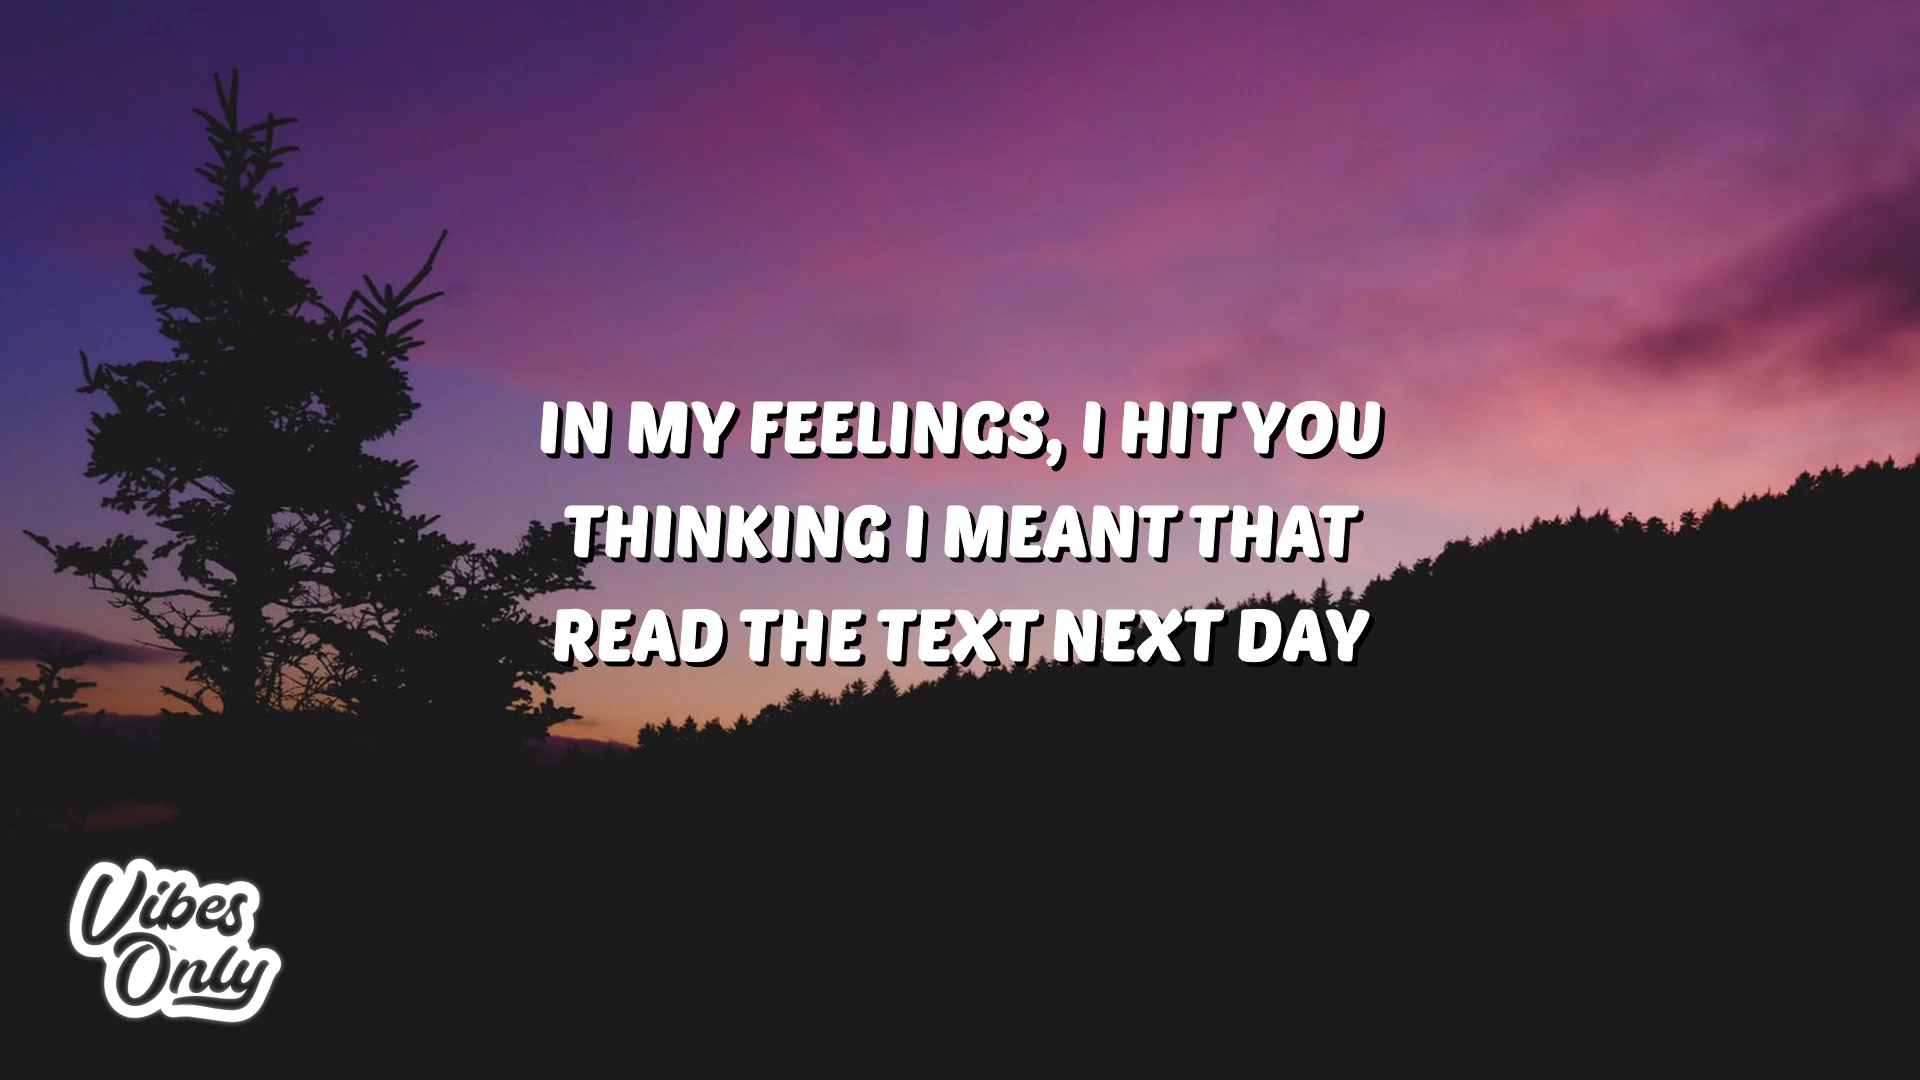 IN MY FEELINGS, I HIT YOU
THINKING I MEANT THAT
READ THE TEXT NEXT DAY
Vibes
Only